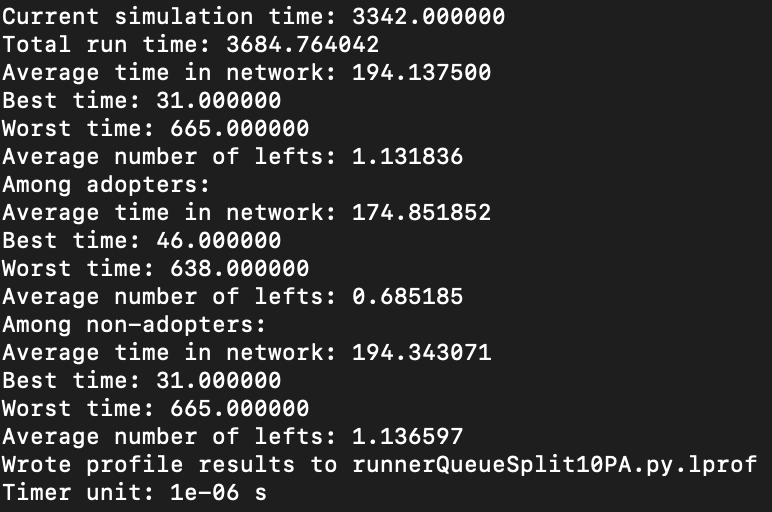 Current simulation time: 3342.000000
Total run time: 3684.764042
Average time in network: 194.137500
Best time: 31.000000
Worst time: 665.000000
Average number of lefts: 1.131836
Among adopters:
Average time in network: 174.851852
Best time: 46.000000
Worst time: 638.000000
Average number of lefts: 0.685185
Among non-adopters:
Average time in network: 194.343071
Best time: 31.000000
Worst time: 665.000000
Average number of lefts: 1.136597
Wrote profile results to runnerQueueSplit10PA.py.lprof
Timer unit: 1e-06 s